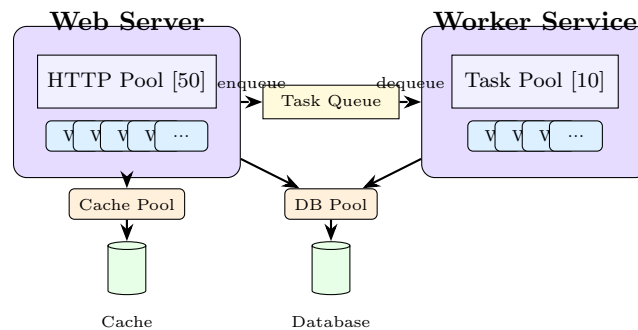 Web Server
Worker Service
HTTP Pool [50]
enqueue
Task Queue
dequeue
Task Pool [10]
W W W W ...
W W W ...
Cache Pool
DB Pool
Cache
Database